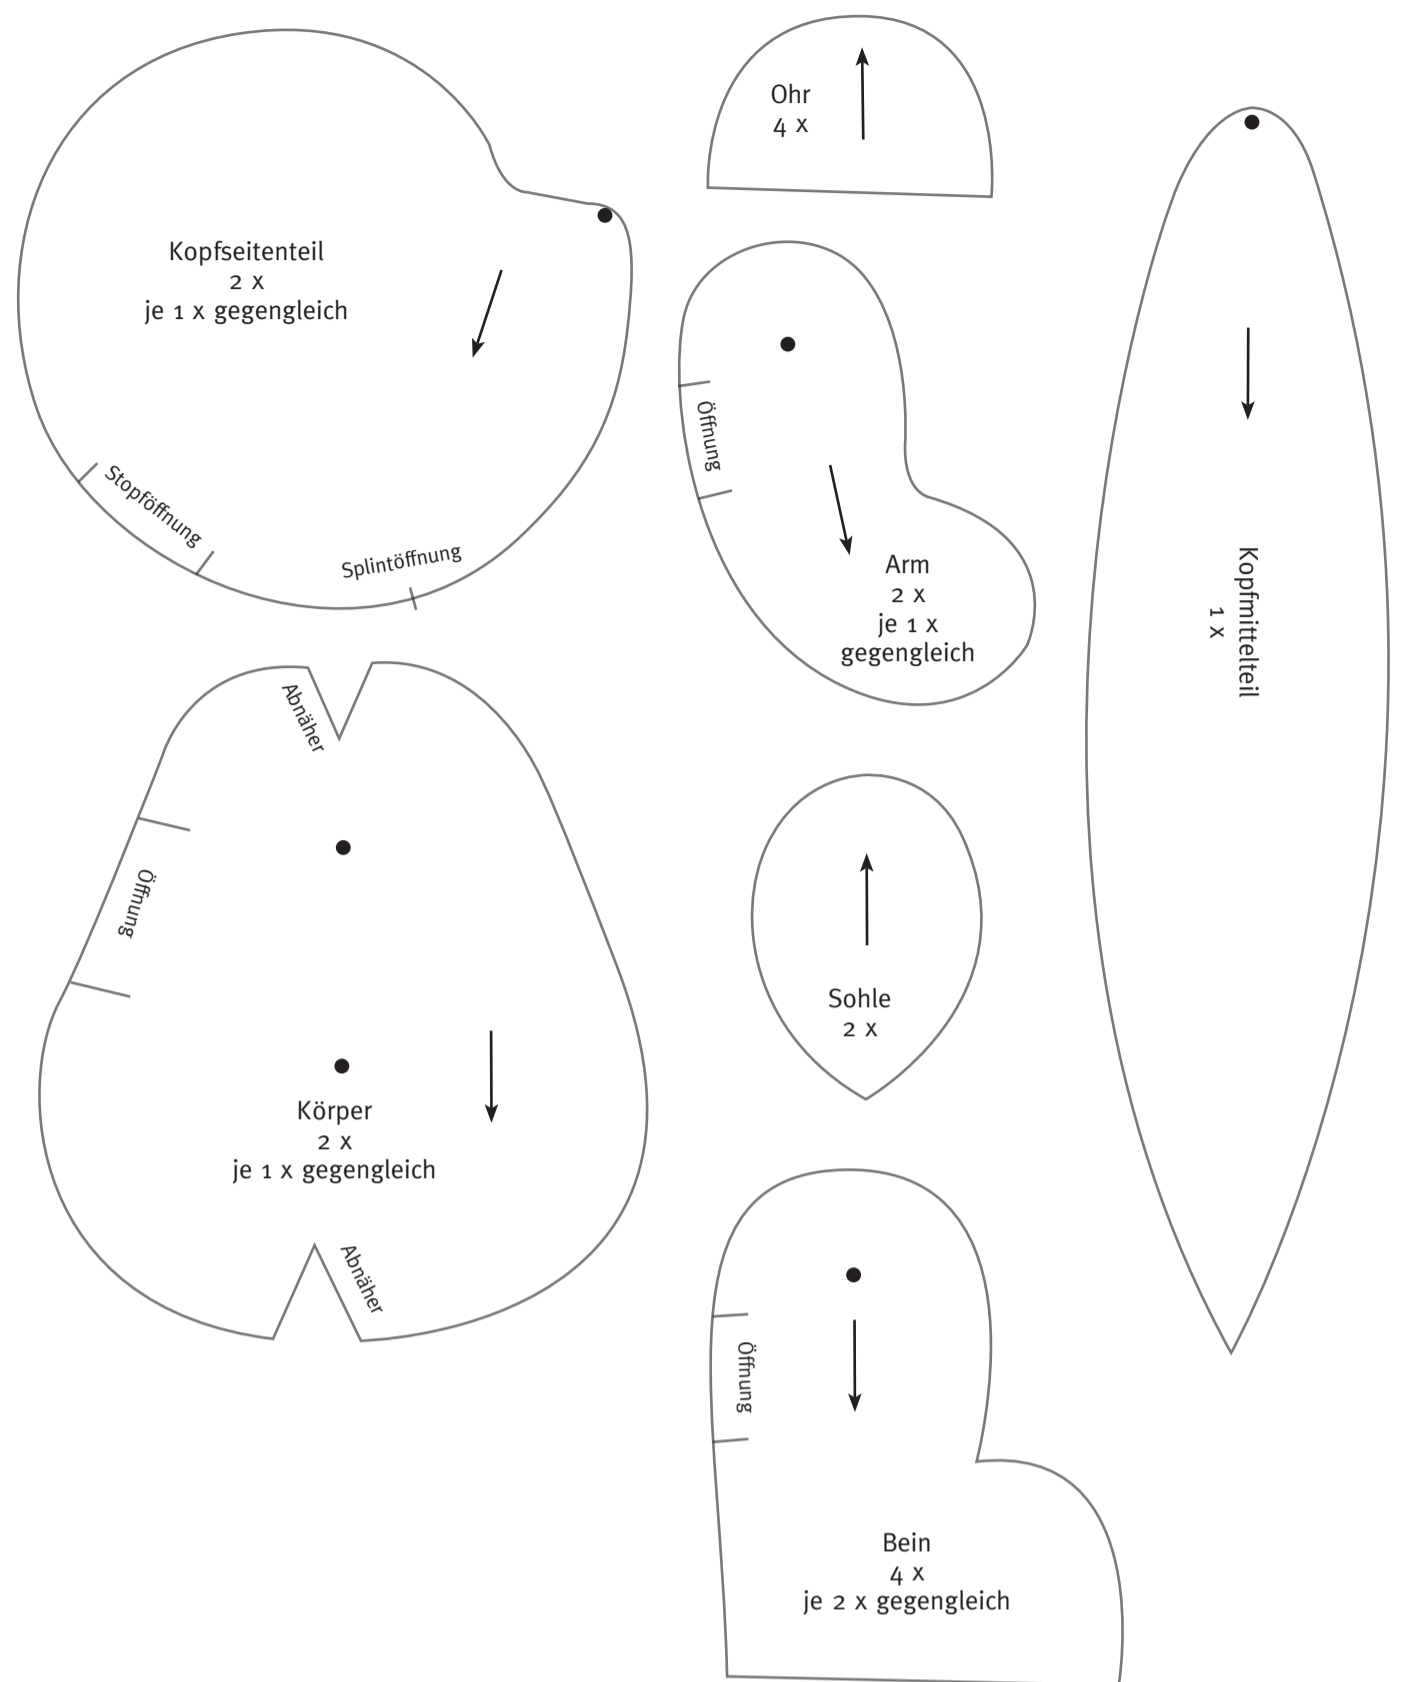 Kopfseitenteil
2 x
je 1 x gegengleich
Stopföffnung
Splintöffnung
Ohr
4 x
Öffnung
Arm
2 x
je 1 x
gegengleich
Kopfmittelteil
1 x
Abnäher
Öffnung
Körper
2 x
je 1 x gegengleich
Abnäher
Sohle
2 x
Öffnung
Bein
4 x
je 2 x gegengleich